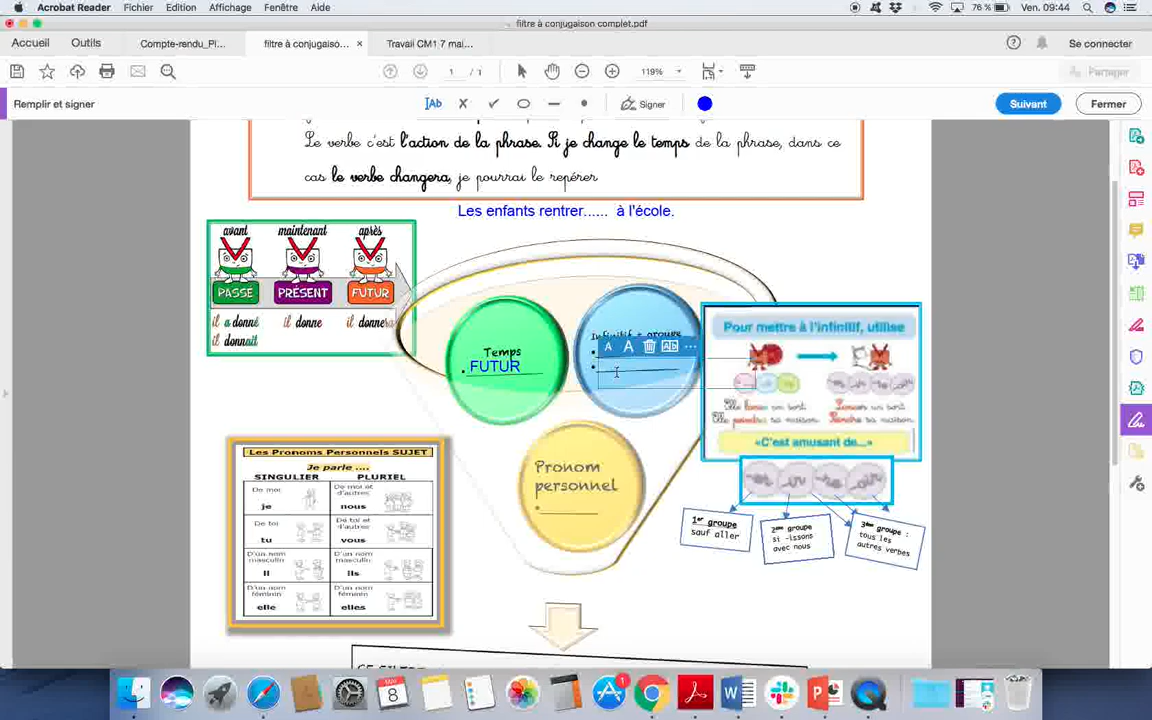 Acrobat Reader Fichier Edition Affichage Fenêtre Aide 76 % Ven. 09:44
filtre à conjugaison complet.pdf
Accueil Outils Compte-rendu_Pl... filtre à conjugaiso... × Travail CM1 7 mai... Se connecter
1 / 1 119% Partager
Remplir et signer Ab Signer Suivant Fermer
Le verbe c'est l'action de la phrase. Si je change le temps de la phrase, dans ce
cas le verbe changera, je pourrai le repérer
Les enfants rentrer...... à l'école.
avant maintenant après
PASSE PRÉSENT FUTUR
il a donné il donne il donnera
il donnait
Temps
FUTUR
Infinitif + groupe
Pronom
personnel
Pour mettre à l'infinitif, utilise
«C'est amusant de...»
1er groupe
sauf aller
2ème groupe
si -issons
avec nous
3ème groupe :
tous les
autres verbes
Les Pronoms Personnels SUJET
Je parle ....
SINGULIER PLURIEL
De moi
je
De moi et
d'autres
nous
De toi
tu
De toi et
d'autres
vous
D'un nom
masculin
il
D'un nom
masculin
ils
D'un nom
féminin
elle
D'un nom
féminin
elles